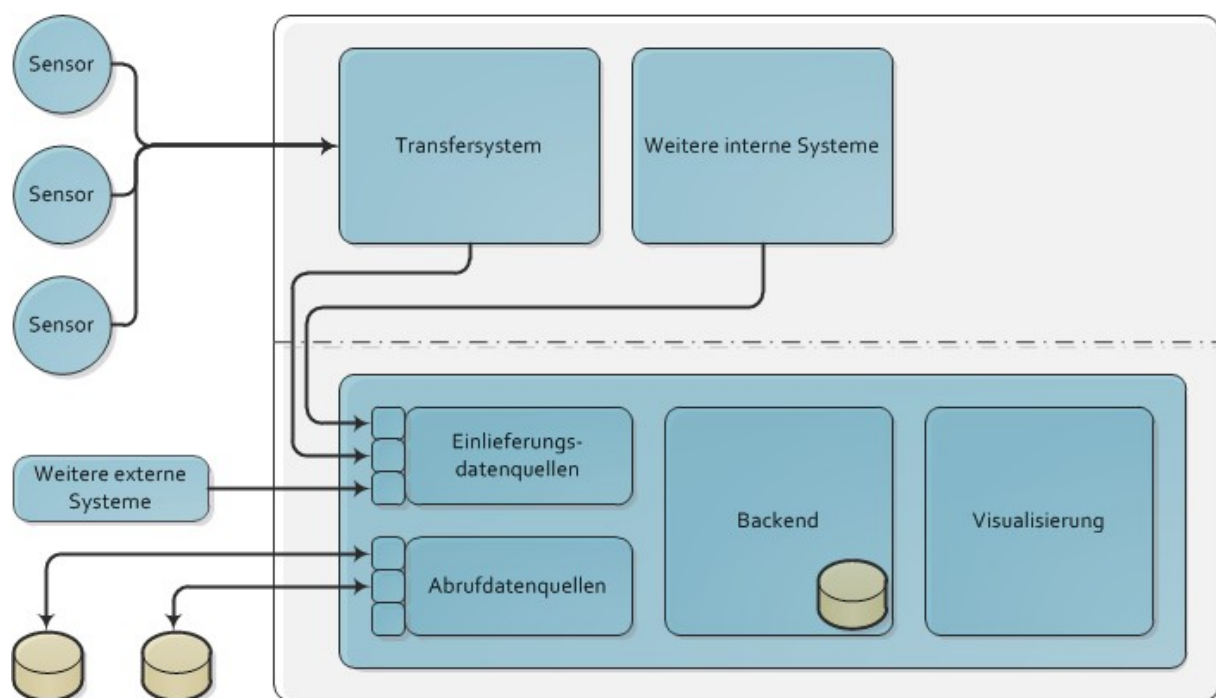 Sensor
Sensor
Sensor
Transfersystem
Weitere interne Systeme
Weitere externe
Systeme
Einlieferungs-
datenquellen
Abrufdatenquellen
Backend
Visualisierung